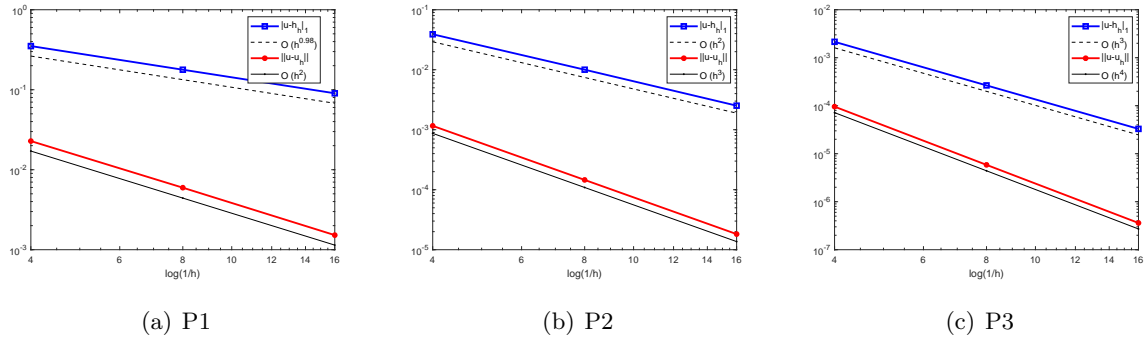 10^0
10^-1
10^-2
10^-3
4 6 8 10 12 14 16
log(1/h)
|u-h_h|_1
O (h^0.98)
||u-u_h||
O (h^2)
(a) P1
10^-1
10^-2
10^-3
10^-4
10^-5
4 6 8 10 12 14 16
log(1/h)
|u-h_h|_1
O (h^2)
||u-u_h||
O (h^3)
(b) P2
10^-2
10^-3
10^-4
10^-5
10^-6
10^-7
4 6 8 10 12 14 16
log(1/h)
|u-h_h|_1
O (h^3)
||u-u_h||
O (h^4)
(c) P3